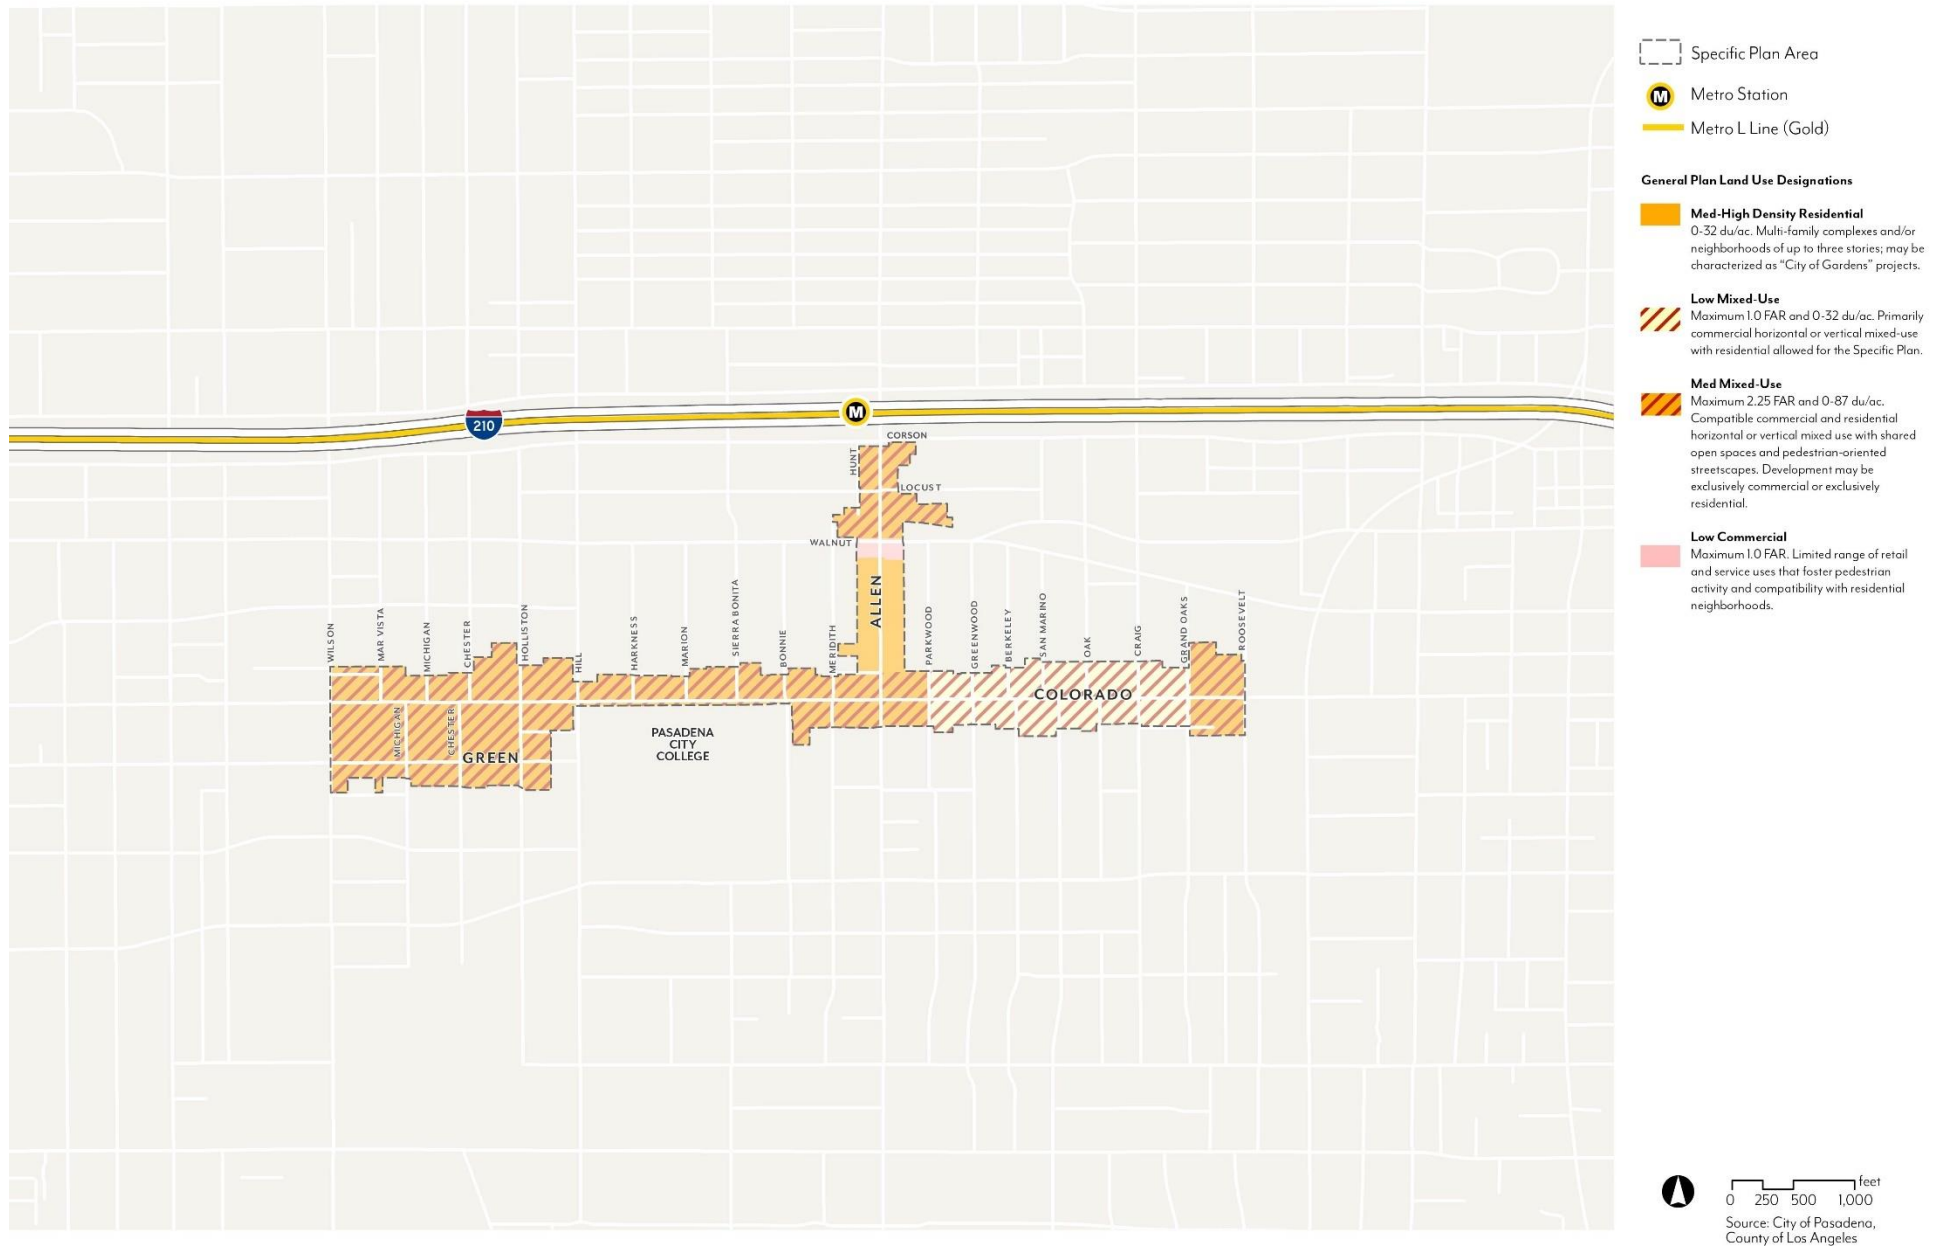 Specific Plan Area
M
Metro Station
Metro L Line (Gold)
General Plan Land Use Designations
Med-High Density Residential
0-32 du/ac. Multi-family complexes and/or
neighborhoods of up to three stories; may be
characterized as “City of Gardens” projects.
Low Mixed-Use
Maximum 1.0 FAR and 0-32 du/ac. Primarily
commercial horizontal or vertical mixed-use
with residential allowed for the Specific Plan.
Med Mixed-Use
Maximum 2.25 FAR and 0-87 du/ac.
Compatible commercial and residential
horizontal or vertical mixed use with shared
open spaces and pedestrian-oriented
streetscapes. Development may be
exclusively commercial or exclusively
residential.
Low Commercial
Maximum 1.0 FAR. Limited range of retail
and service uses that foster pedestrian
activity and compatibility with residential
neighborhoods.
M
210
CORSON
HUNT
LOCUST
WALNUT
ALLEN
WILSON
MAR VISTA
MICHIGAN
CHESTER
HOLLISTON
HILL
HARKNESS
MARION
SIERRA BONITA
BONNIE
MERIDITH
PARKWOOD
GREENWOOD
BERKELEY
SAN MARINO
OAK
CRAIG
GRAND OAKS
ROOSEVELT
COLORADO
MICHIGAN
CHESTER
GREEN
PASADENA
CITY
COLLEGE
feet
0 250 500 1,000
Source: City of Pasadena,
County of Los Angeles